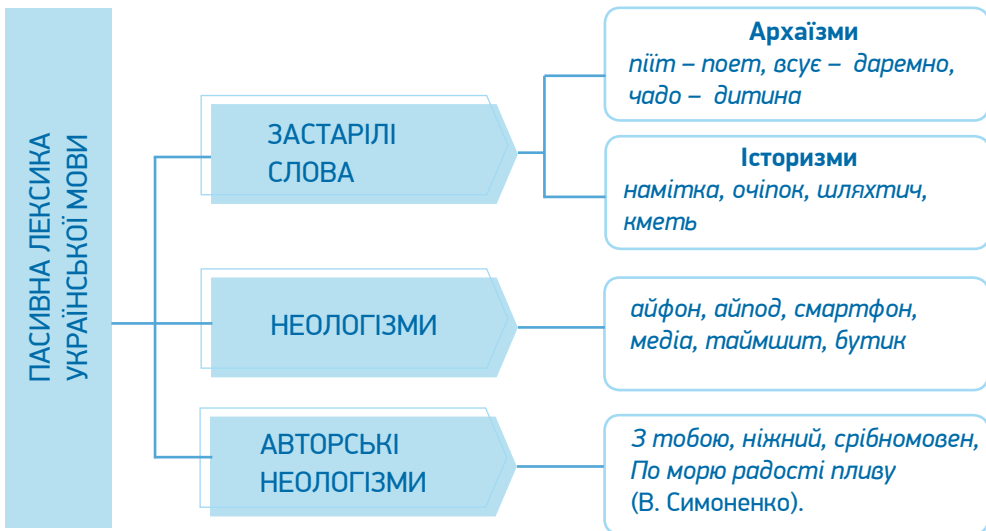 ПАСИВНА ЛЕКСИКА
УКРАЇНСЬКОЇ МОВИ
ЗАСТАРІЛІ
СЛОВА
Архаїзми
піїт – поет, всує – даремно,
чадо – дитина
Історизми
намітка, очіпок, шляхтич,
кметь
НЕОЛОГІЗМИ
айфон, айпод, смартфон,
медіа, таймшит, бутик
АВТОРСЬКІ
НЕОЛОГІЗМИ
З тобою, ніжний, срібномовен,
По морю радості пливу
(В. Симоненко).